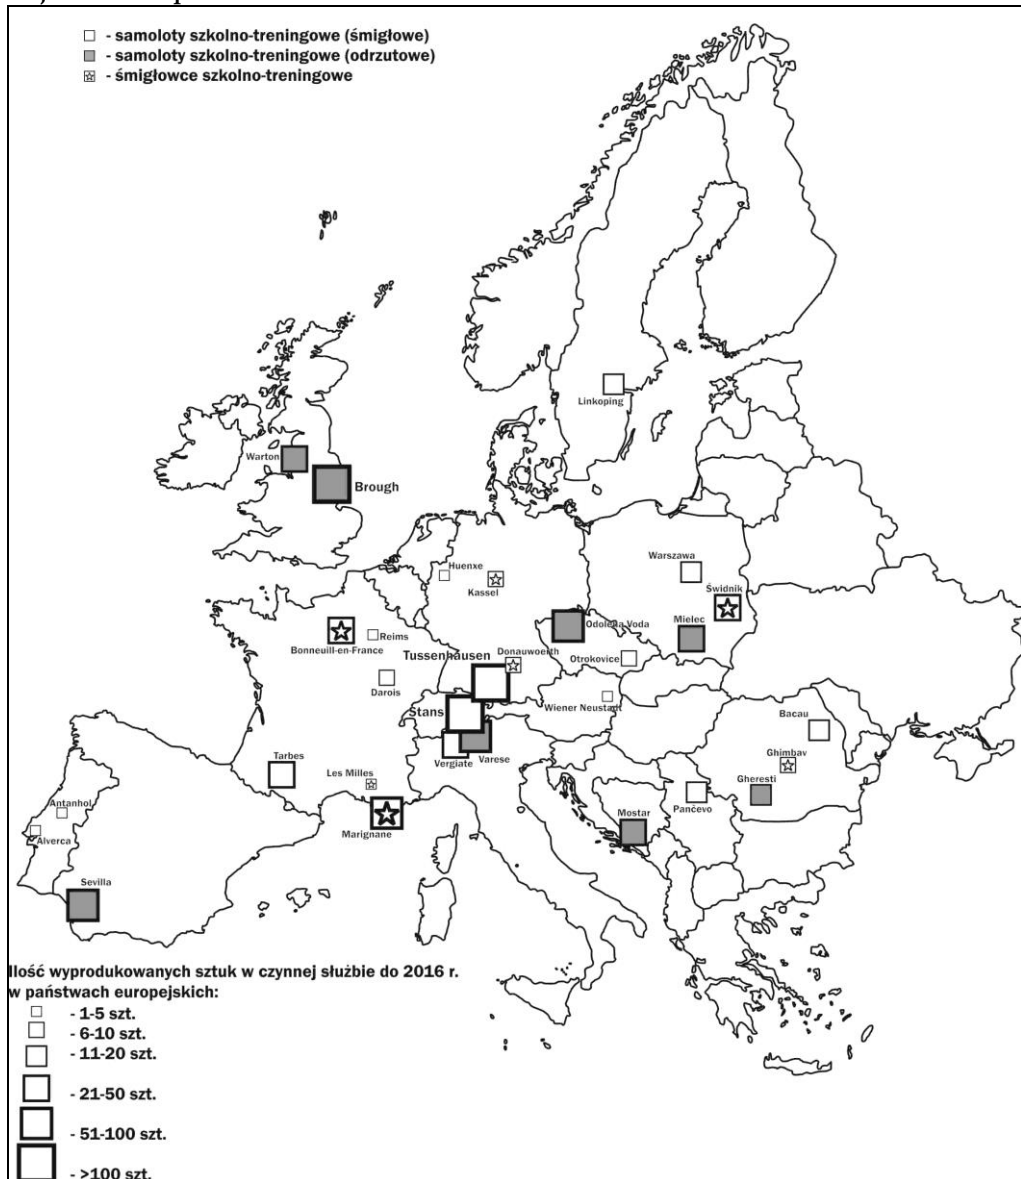 - samoloty szkolno-treningowe (śmigłowe)
- samoloty szkolno-treningowe (odrzutowe)
- śmigłowce szkolno-treningowe
Linkoping
Warton
Brough
Warszawa
Huenxe
Kassel
Świdnik
Mielec
Odolena Voda
Reims
Bonneuill-en-France
Tussenhausen
Donauwoerth
Otrokovice
Darois
Stans
Wiener Neustadt
Bacau
Vergiate
Varese
Ghimbav
Tarbes
Les Milles
Gheresti
Antanhol
Pančevo
Mostar
Alverca
Marignane
Sevilla
Ilość wyprodukowanych sztuk w czynnej służbie do 2016 r.
w państwach europejskich:
- 1-5 szt.
- 6-10 szt.
- 11-20 szt.
- 21-50 szt.
- 51-100 szt.
- >100 szt.